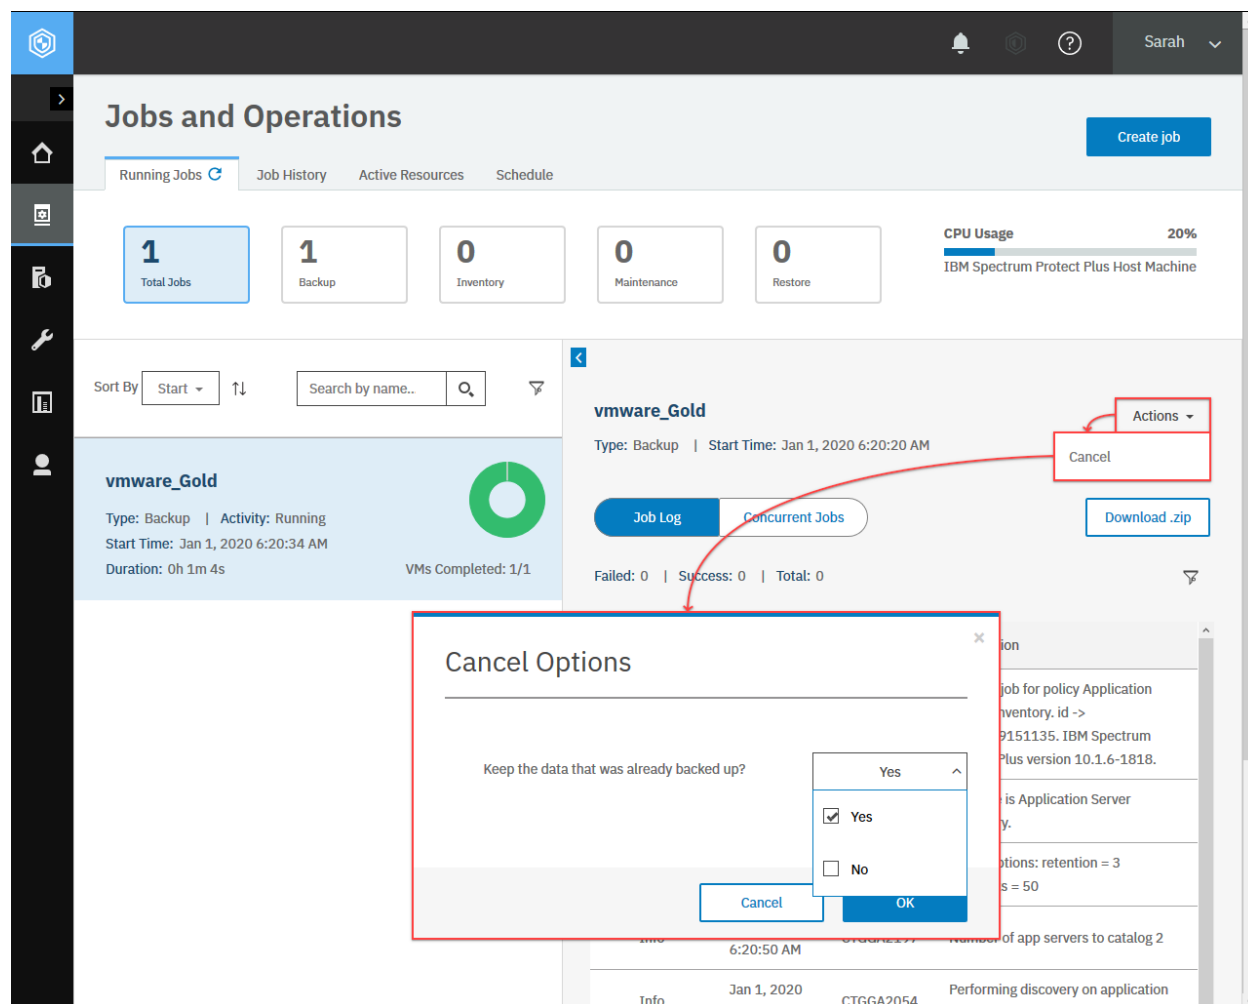 Sarah
Jobs and Operations
Create job
Running Jobs
Job History
Active Resources
Schedule
1
Total Jobs
1
Backup
0
Inventory
0
Maintenance
0
Restore
CPU Usage 20%
IBM Spectrum Protect Plus Host Machine
Sort By
Start
Search by name..
vmware_Gold
Type: Backup | Activity: Running
Start Time: Jan 1, 2020 6:20:34 AM
Duration: 0h 1m 4s
VMs Completed: 1/1
vmware_Gold
Actions
Type: Backup | Start Time: Jan 1, 2020 6:20:20 AM
Cancel
Job Log
Concurrent Jobs
Download .zip
Failed: 0 | Success: 0 | Total: 0
Cancel Options
×
Keep the data that was already backed up?
Yes
Yes
No
Cancel
OK
ion
job for policy Application
nventory. id ->
9151135. IBM Spectrum
Plus version 10.1.6-1818.
is Application Server
y.
ptions: retention = 3
s = 50
Info
6:20:50 AM
CTGGA2197
Number of app servers to catalog 2
Info
Jan 1, 2020
CTGGA2054
Performing discovery on application